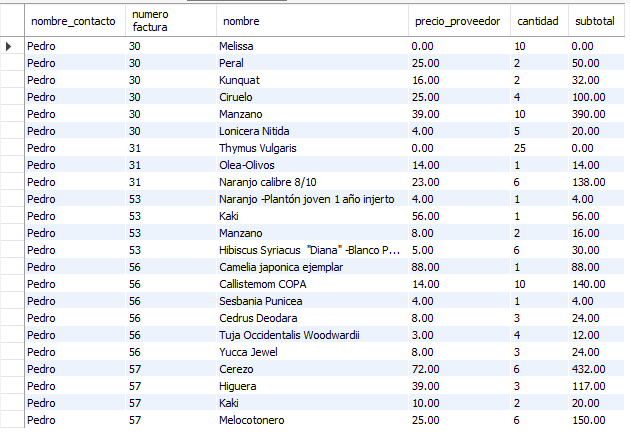 nombre_contacto numero factura nombre precio_proveedor cantidad subtotal
Pedro 30 Melissa 0.00 10 0.00
Pedro 30 Peral 25.00 2 50.00
Pedro 30 Kunquat 16.00 2 32.00
Pedro 30 Ciruelo 25.00 4 100.00
Pedro 30 Manzano 39.00 10 390.00
Pedro 30 Lonicera Nitida 4.00 5 20.00
Pedro 31 Thymus Vulgaris 0.00 25 0.00
Pedro 31 Olea-Olivos 14.00 1 14.00
Pedro 31 Naranjo calibre 8/10 23.00 6 138.00
Pedro 53 Naranjo -Plantón joven 1 año injerto 4.00 1 4.00
Pedro 53 Kaki 56.00 1 56.00
Pedro 53 Manzano 8.00 2 16.00
Pedro 53 Hibiscus Syriacus "Diana" -Blanco P... 5.00 6 30.00
Pedro 56 Camelia japonica ejemplar 88.00 1 88.00
Pedro 56 Callistemom COPA 14.00 10 140.00
Pedro 56 Sesbania Punicea 4.00 1 4.00
Pedro 56 Cedrus Deodara 8.00 3 24.00
Pedro 56 Tuja Occidentalis Woodwardii 3.00 4 12.00
Pedro 56 Yucca Jewel 8.00 3 24.00
Pedro 57 Cerezo 72.00 6 432.00
Pedro 57 Higuera 39.00 3 117.00
Pedro 57 Kaki 10.00 2 20.00
Pedro 57 Melocotonero 25.00 6 150.00